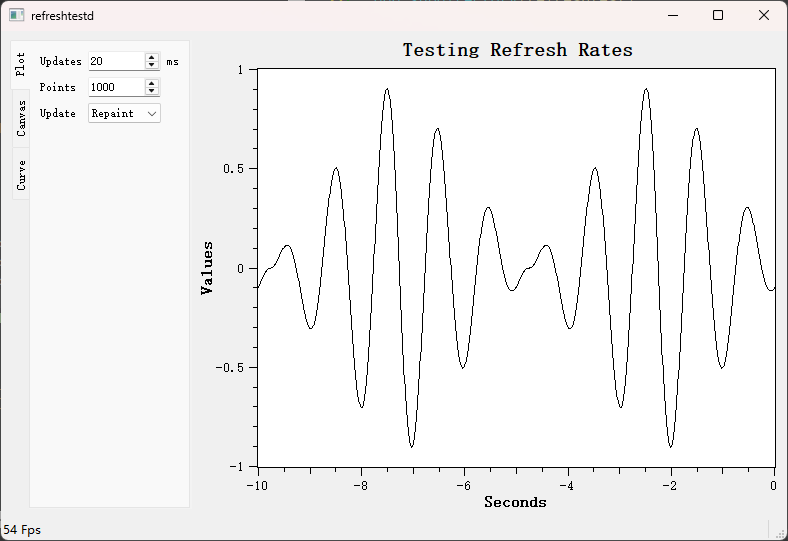 refreshtestd
Plot
Canvas
Curve
Updates 20 ms
Points 1000
Update Repaint
Testing Refresh Rates
Values
1
0.5
0
-0.5
-1
-10 -8 -6 -4 -2 0
Seconds
54 Fps